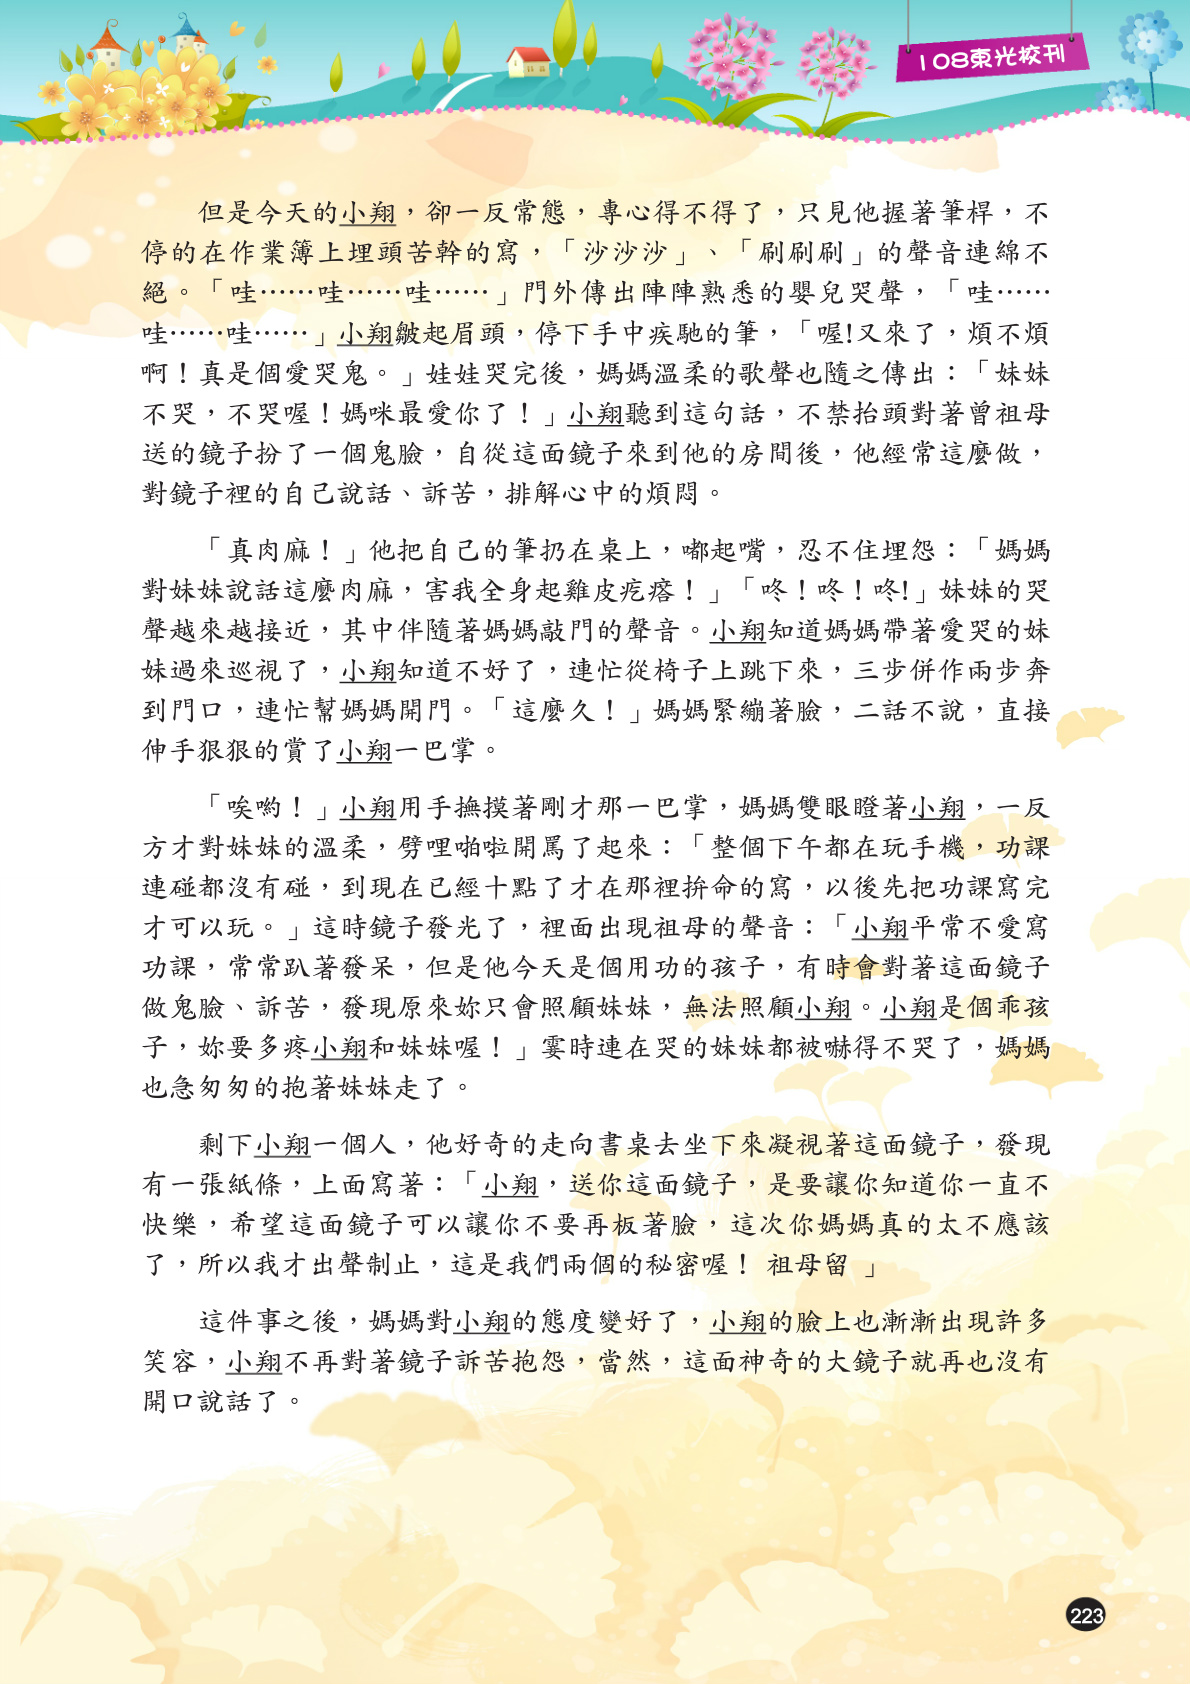 108東光校刊
但是今天的小翔，卻一反常態，專心得不得了，只見他握著筆桿，不
停的在作業簿上埋頭苦幹的寫，「沙沙沙」、「刷刷刷」的聲音連綿不
絕。「哇……哇……哇……」門外傳出陣陣熟悉的嬰兒哭聲，「哇……
哇……哇……」小翔皺起眉頭，停下手中疾馳的筆，「喔!又來了，煩不煩
啊！真是個愛哭鬼。」娃娃哭完後，媽媽溫柔的歌聲也隨之傳出：「妹妹
不哭，不哭喔！媽咪最愛你了！」小翔聽到這句話，不禁抬頭對著曾祖母
送的鏡子扮了一個鬼臉，自從這面鏡子來到他的房間後，他經常這麼做，
對鏡子裡的自己說話、訴苦，排解心中的煩悶。
「真肉麻！」他把自己的筆扔在桌上，嘟起嘴，忍不住埋怨：「媽媽
對妹妹說話這麼肉麻，害我全身起雞皮疙瘩！」「咚！咚！咚!」妹妹的哭
聲越來越接近，其中伴隨著媽媽敲門的聲音。小翔知道媽媽帶著愛哭的妹
妹過來巡視了，小翔知道不好了，連忙從椅子上跳下來，三步併作兩步奔
到門口，連忙幫媽媽開門。「這麼久！」媽媽緊繃著臉，二話不說，直接
伸手狠狠的賞了小翔一巴掌。
「唉喲！」小翔用手撫摸著剛才那一巴掌，媽媽雙眼瞪著小翔，一反
方才對妹妹的溫柔，劈哩啪啦開罵了起來：「整個下午都在玩手機，功課
連碰都沒有碰，到現在已經十點了才在那裡拚命的寫，以後先把功課寫完
才可以玩。」這時鏡子發光了，裡面出現祖母的聲音：「小翔平常不愛寫
功課，常常趴著發呆，但是他今天是個用功的孩子，有時會對著這面鏡子
做鬼臉、訴苦，發現原來妳只會照顧妹妹，無法照顧小翔。小翔是個乖孩
子，妳要多疼小翔和妹妹喔！」霎時連在哭的妹妹都被嚇得不哭了，媽媽
也急匆匆的抱著妹妹走了。
剩下小翔一個人，他好奇的走向書桌去坐下來凝視著這面鏡子，發現
有一張紙條，上面寫著：「小翔，送你這面鏡子，是要讓你知道你一直不
快樂，希望這面鏡子可以讓你不要再板著臉，這次你媽媽真的太不應該
了，所以我才出聲制止，這是我們兩個的秘密喔！ 祖母留 」
這件事之後，媽媽對小翔的態度變好了，小翔的臉上也漸漸出現許多
笑容，小翔不再對著鏡子訴苦抱怨，當然，這面神奇的大鏡子就再也沒有
開口說話了。
223